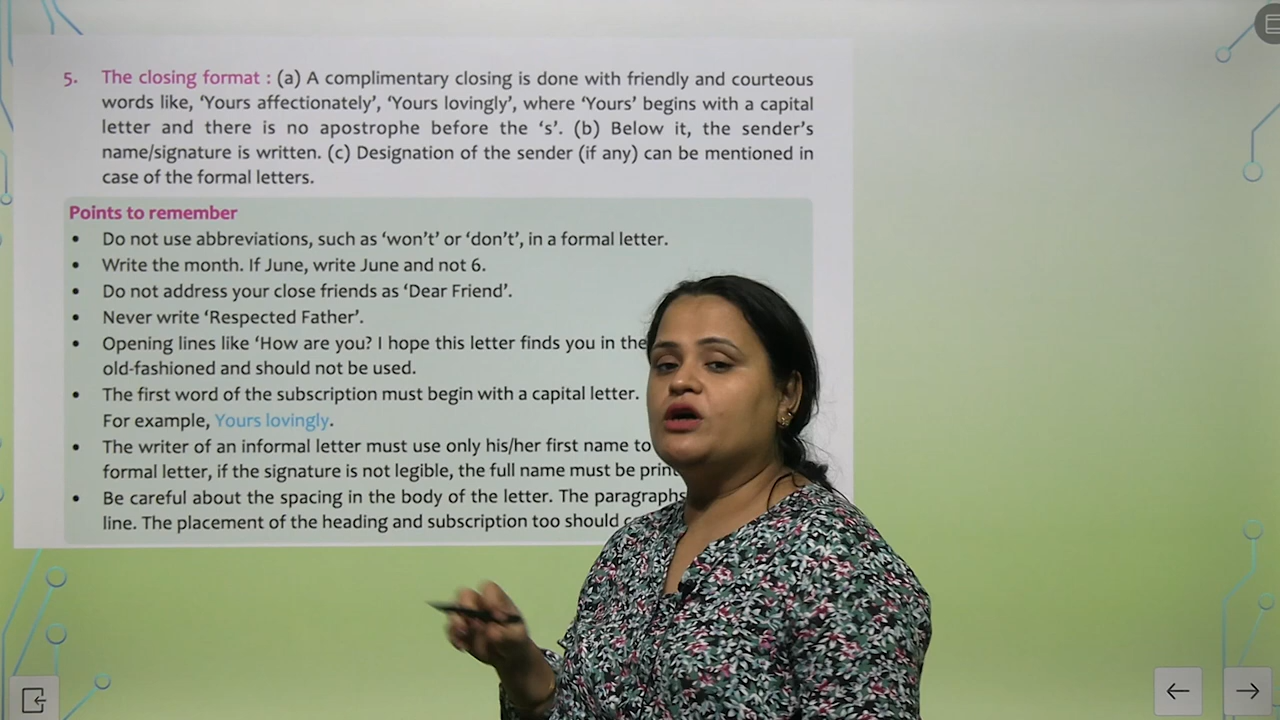 5. The closing format : (a) A complimentary closing is done with friendly and courteous
words like, ‘Yours affectionately’, ‘Yours lovingly’, where ‘Yours’ begins with a capital
letter and there is no apostrophe before the ‘s’. (b) Below it, the sender’s
name/signature is written. (c) Designation of the sender (if any) can be mentioned in
case of the formal letters.
Points to remember
• Do not use abbreviations, such as ‘won’t’ or ‘don’t’, in a formal letter.
• Write the month. If June, write June and not 6.
• Do not address your close friends as ‘Dear Friend’.
• Never write ‘Respected Father’.
• Opening lines like ‘How are you? I hope this letter finds you in the
old-fashioned and should not be used.
• The first word of the subscription must begin with a capital letter.
For example, Yours lovingly.
• The writer of an informal letter must use only his/her first name to
formal letter, if the signature is not legible, the full name must be
• Be careful about the spacing in the body of the letter. The paragraphs
line. The placement of the heading and subscription too should